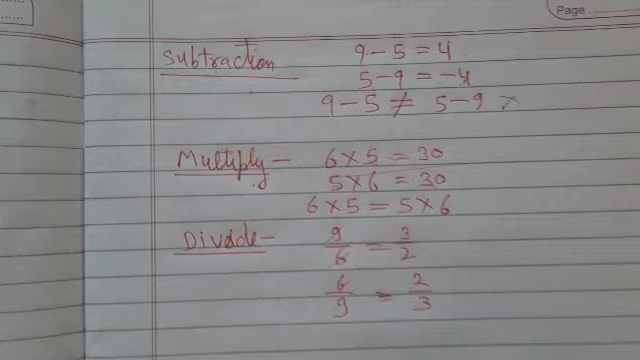 Page
Subtraction 9 - 5 = 4
5 - 9 = -4
9 - 5 ≠ 5 - 9 ×
Multiply - 6 × 5 = 30
5 × 6 = 30
6 × 5 = 5 × 6
Divide - 9/6 = 3/2
6/9 = 2/3